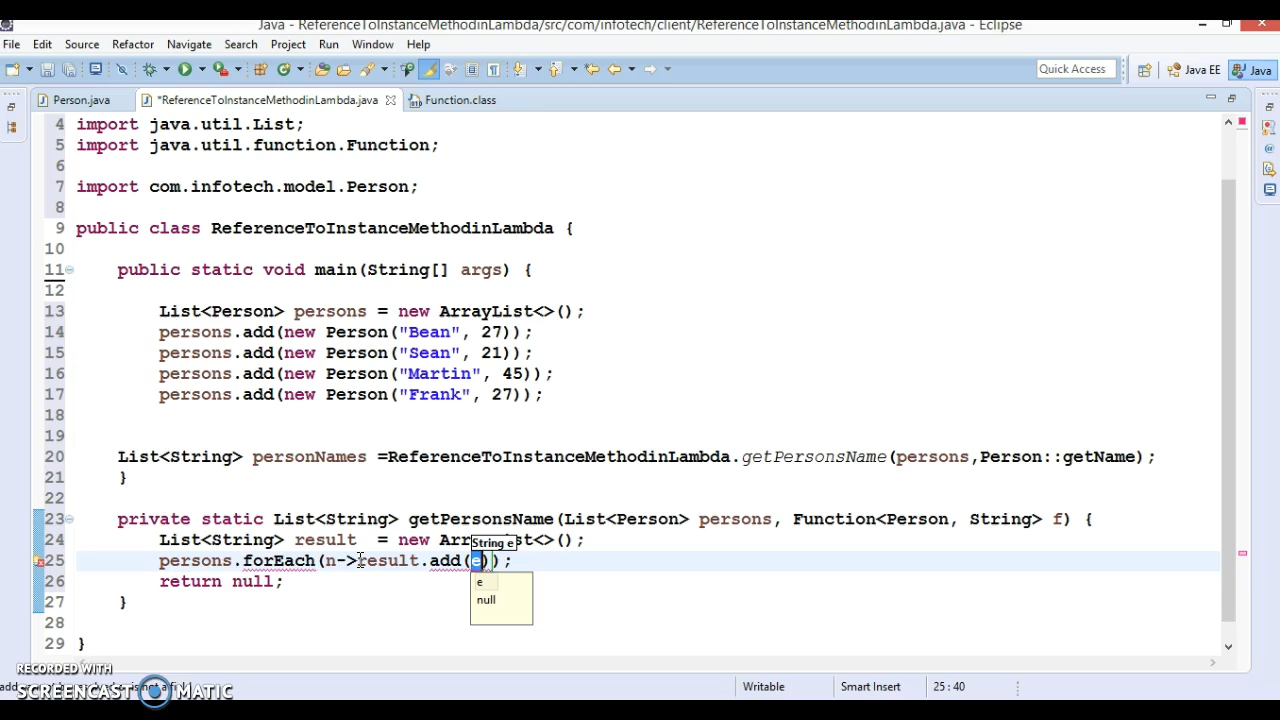 Java - ReferenceToInstanceMethodinLambda/src/com/infotech/client/ReferenceToInstanceMethodinLambda.java - Eclipse
File Edit Source Refactor Navigate Search Project Run Window Help
Quick Access Java EE Java
Person.java *ReferenceToInstanceMethodinLambda.java Function.class
4 import java.util.List;
5 import java.util.function.Function;
6
7 import com.infotech.model.Person;
8
9 public class ReferenceToInstanceMethodinLambda {
10
11 public static void main(String[] args) {
12
13 List<Person> persons = new ArrayList<>();
14 persons.add(new Person("Bean", 27));
15 persons.add(new Person("Sean", 21));
16 persons.add(new Person("Martin", 45));
17 persons.add(new Person("Frank", 27));
18
19
20 List<String> personNames =ReferenceToInstanceMethodinLambda.getPersonsName(persons,Person::getName);
21 }
22
23 private static List<String> getPersonsName(List<Person> persons, Function<Person, String> f) {
24 List<String> result = new ArrayList<>();
String e
25 persons.forEach(n->result.add(e));
e
26 return null;
null
27 }
28
29 }
RECORDED WITH
SCREENCAST MATIC
Writable Smart Insert 25 : 40